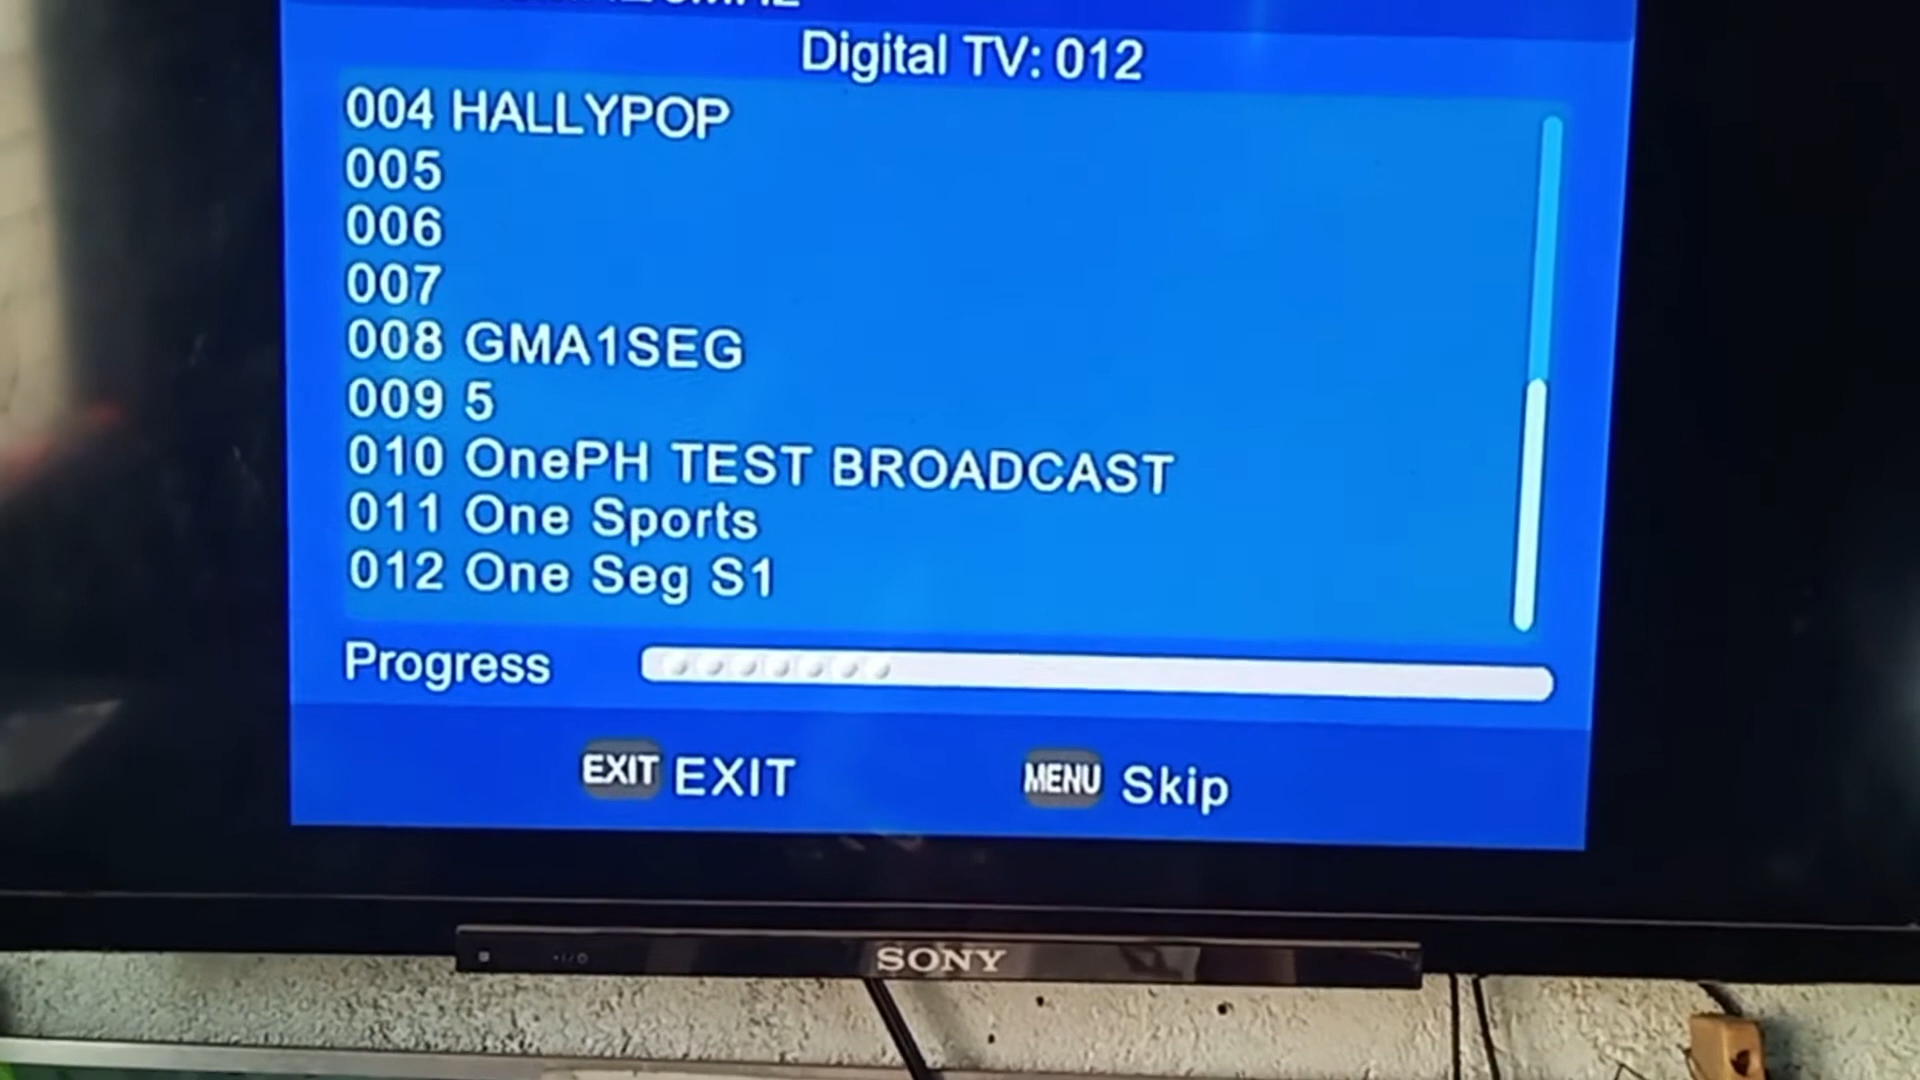 Digital TV: 012
004 HALLYPOP
005
006
007
008 GMA1SEG
009 5
010 OnePH TEST BROADCAST
011 One Sports
012 One Seg S1
Progress
EXIT EXIT
MENU Skip
SONY